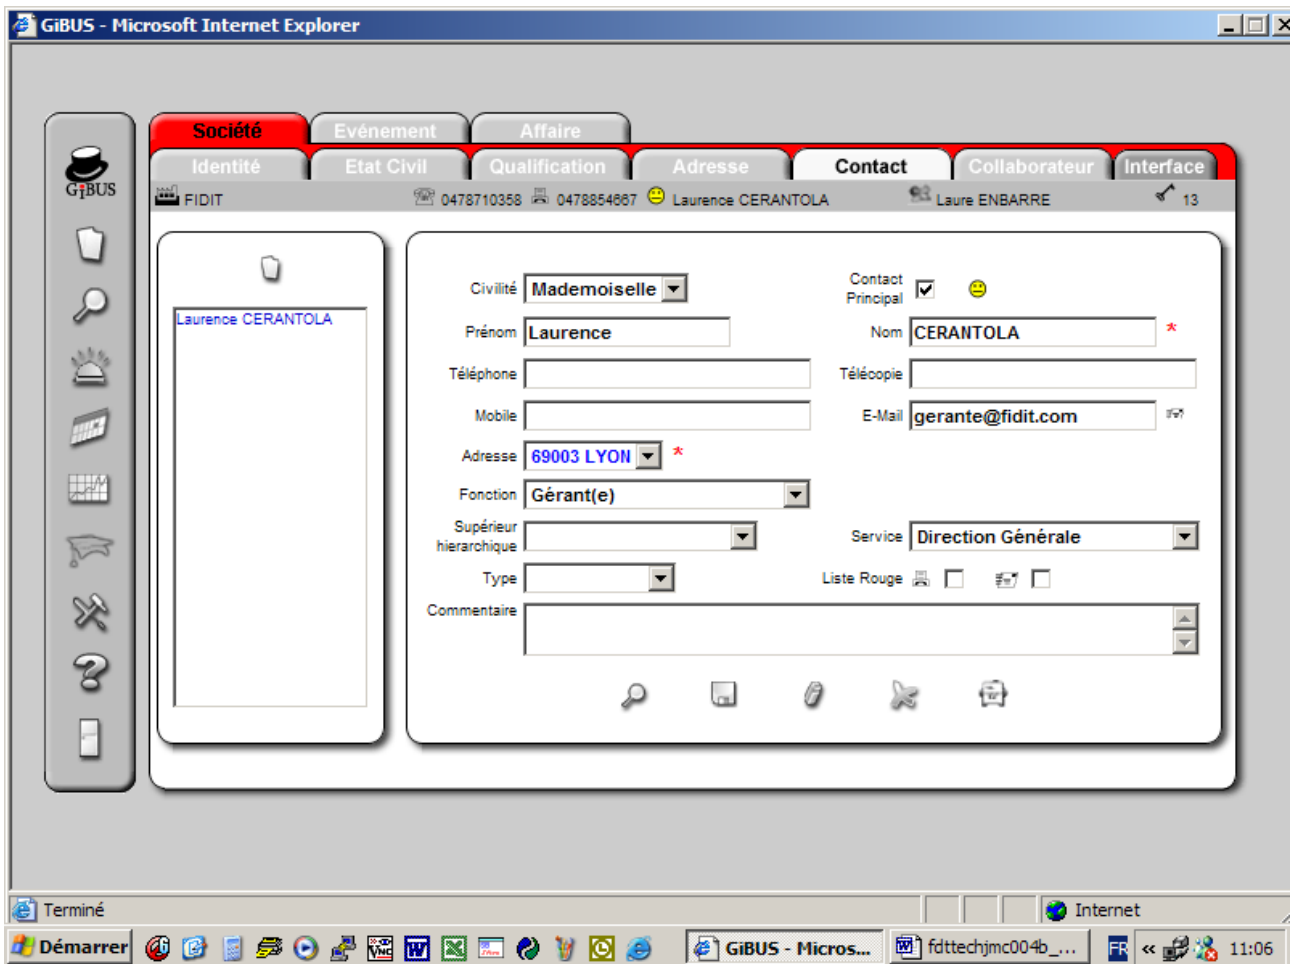 GiBUS - Microsoft Internet Explorer
Société Evénement Affaire
Identité Etat Civil Qualification Adresse Contact Collaborateur Interface
GiBUS
FIDIT 0478710358 0478854667 Laurence CERANTOLA Laure ENBARRE 13
Laurence CERANTOLA
Civilité Mademoiselle Contact Principal
Prénom Laurence Nom CERANTOLA *
Téléphone Télécopie
Mobile E-Mail gerante@fidit.com
Adresse 69003 LYON *
Fonction Gérant(e)
Supérieur hierarchique Service Direction Générale
Type Liste Rouge
Commentaire
Terminé Internet
Démarrer GiBUS - Micros... fdttechjmc004b_... FR « 11:06